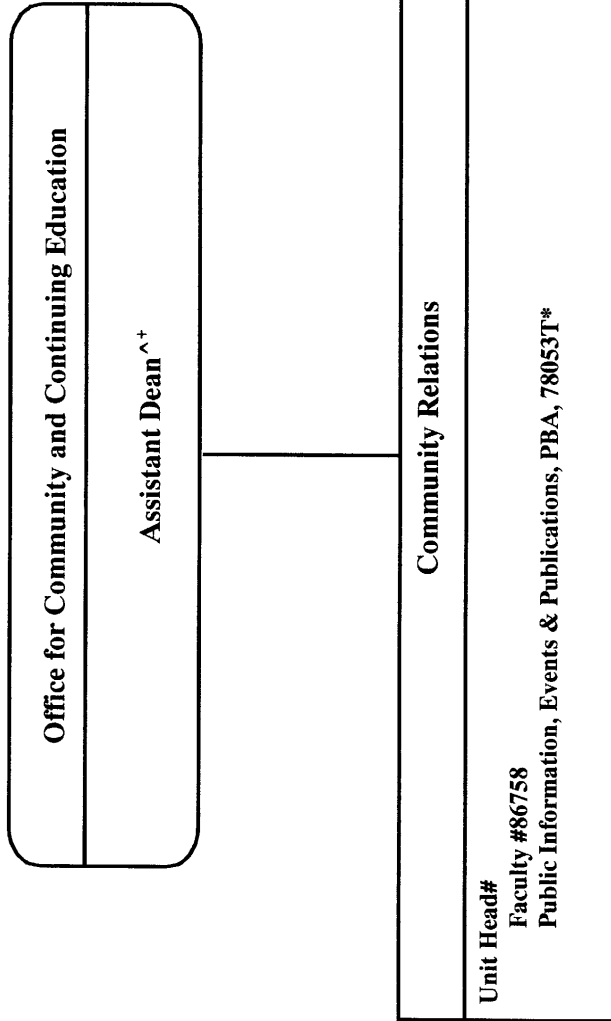 Office for Community and Continuing Education
Assistant Dean^+
Community Relations
Unit Head#
Faculty #86758
Public Information, Events & Publications, PBA, 78053T*